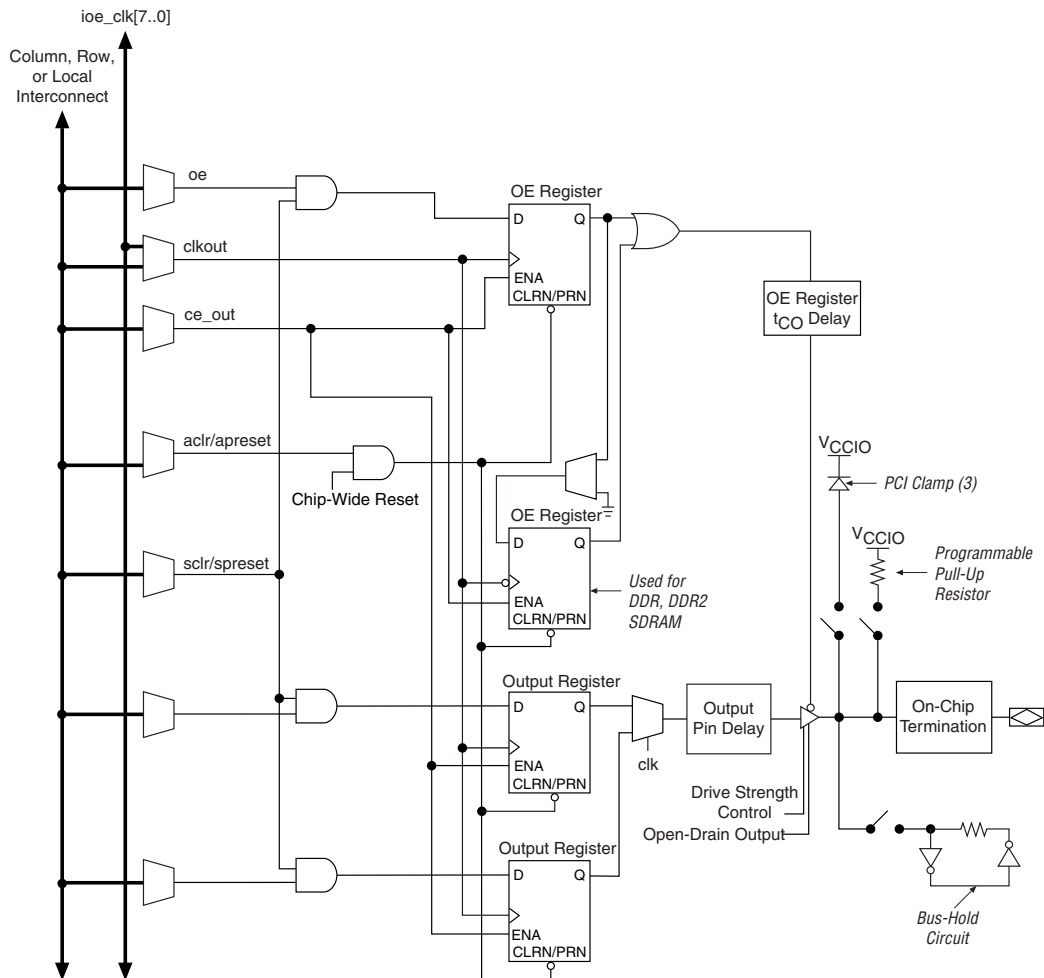 ioe_clk[7..0]
Column, Row,
or Local
Interconnect
oe
OE Register
D
Q
clkout
ENA
CLRN/PRN
OE Register
tCO Delay
ce_out
aclr/apreset
Chip-Wide Reset
VCCIO
PCI Clamp (3)
OE Register
D
Q
ENA
CLRN/PRN
Used for
DDR, DDR2
SDRAM
VCCIO
Programmable
Pull-Up
Resistor
sclr/spreset
Output Register
D
Q
ENA
CLRN/PRN
clk
Output
Pin Delay
On-Chip
Termination
Drive Strength
Control
Open-Drain Output
Output Register
D
Q
ENA
CLRN/PRN
Bus-Hold
Circuit